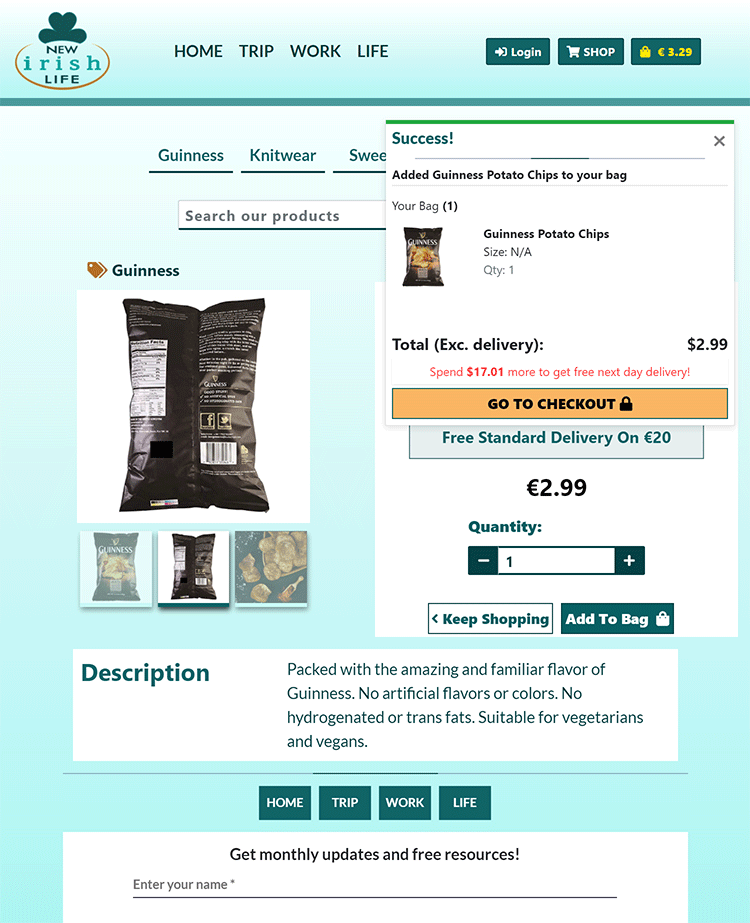 NEW
irish
LIFE
HOME TRIP WORK LIFE
Login SHOP € 3.29
Guinness Knitwear Swee
Search our products
Success!
Added Guinness Potato Chips to your bag
Your Bag (1)
GUINNESS
Guinness Potato Chips
Size: N/A
Qty: 1
Total (Exc. delivery): $2.99
Spend $17.01 more to get free next day delivery!
GO TO CHECKOUT
Guinness
GUINNESS
Free Standard Delivery On €20
€2.99
Quantity:
1
GUINNESS
< Keep Shopping Add To Bag
Description
Packed with the amazing and familiar flavor of
Guinness. No artificial flavors or colors. No
hydrogenated or trans fats. Suitable for vegetarians
and vegans.
HOME TRIP WORK LIFE
Get monthly updates and free resources!
Enter your name *